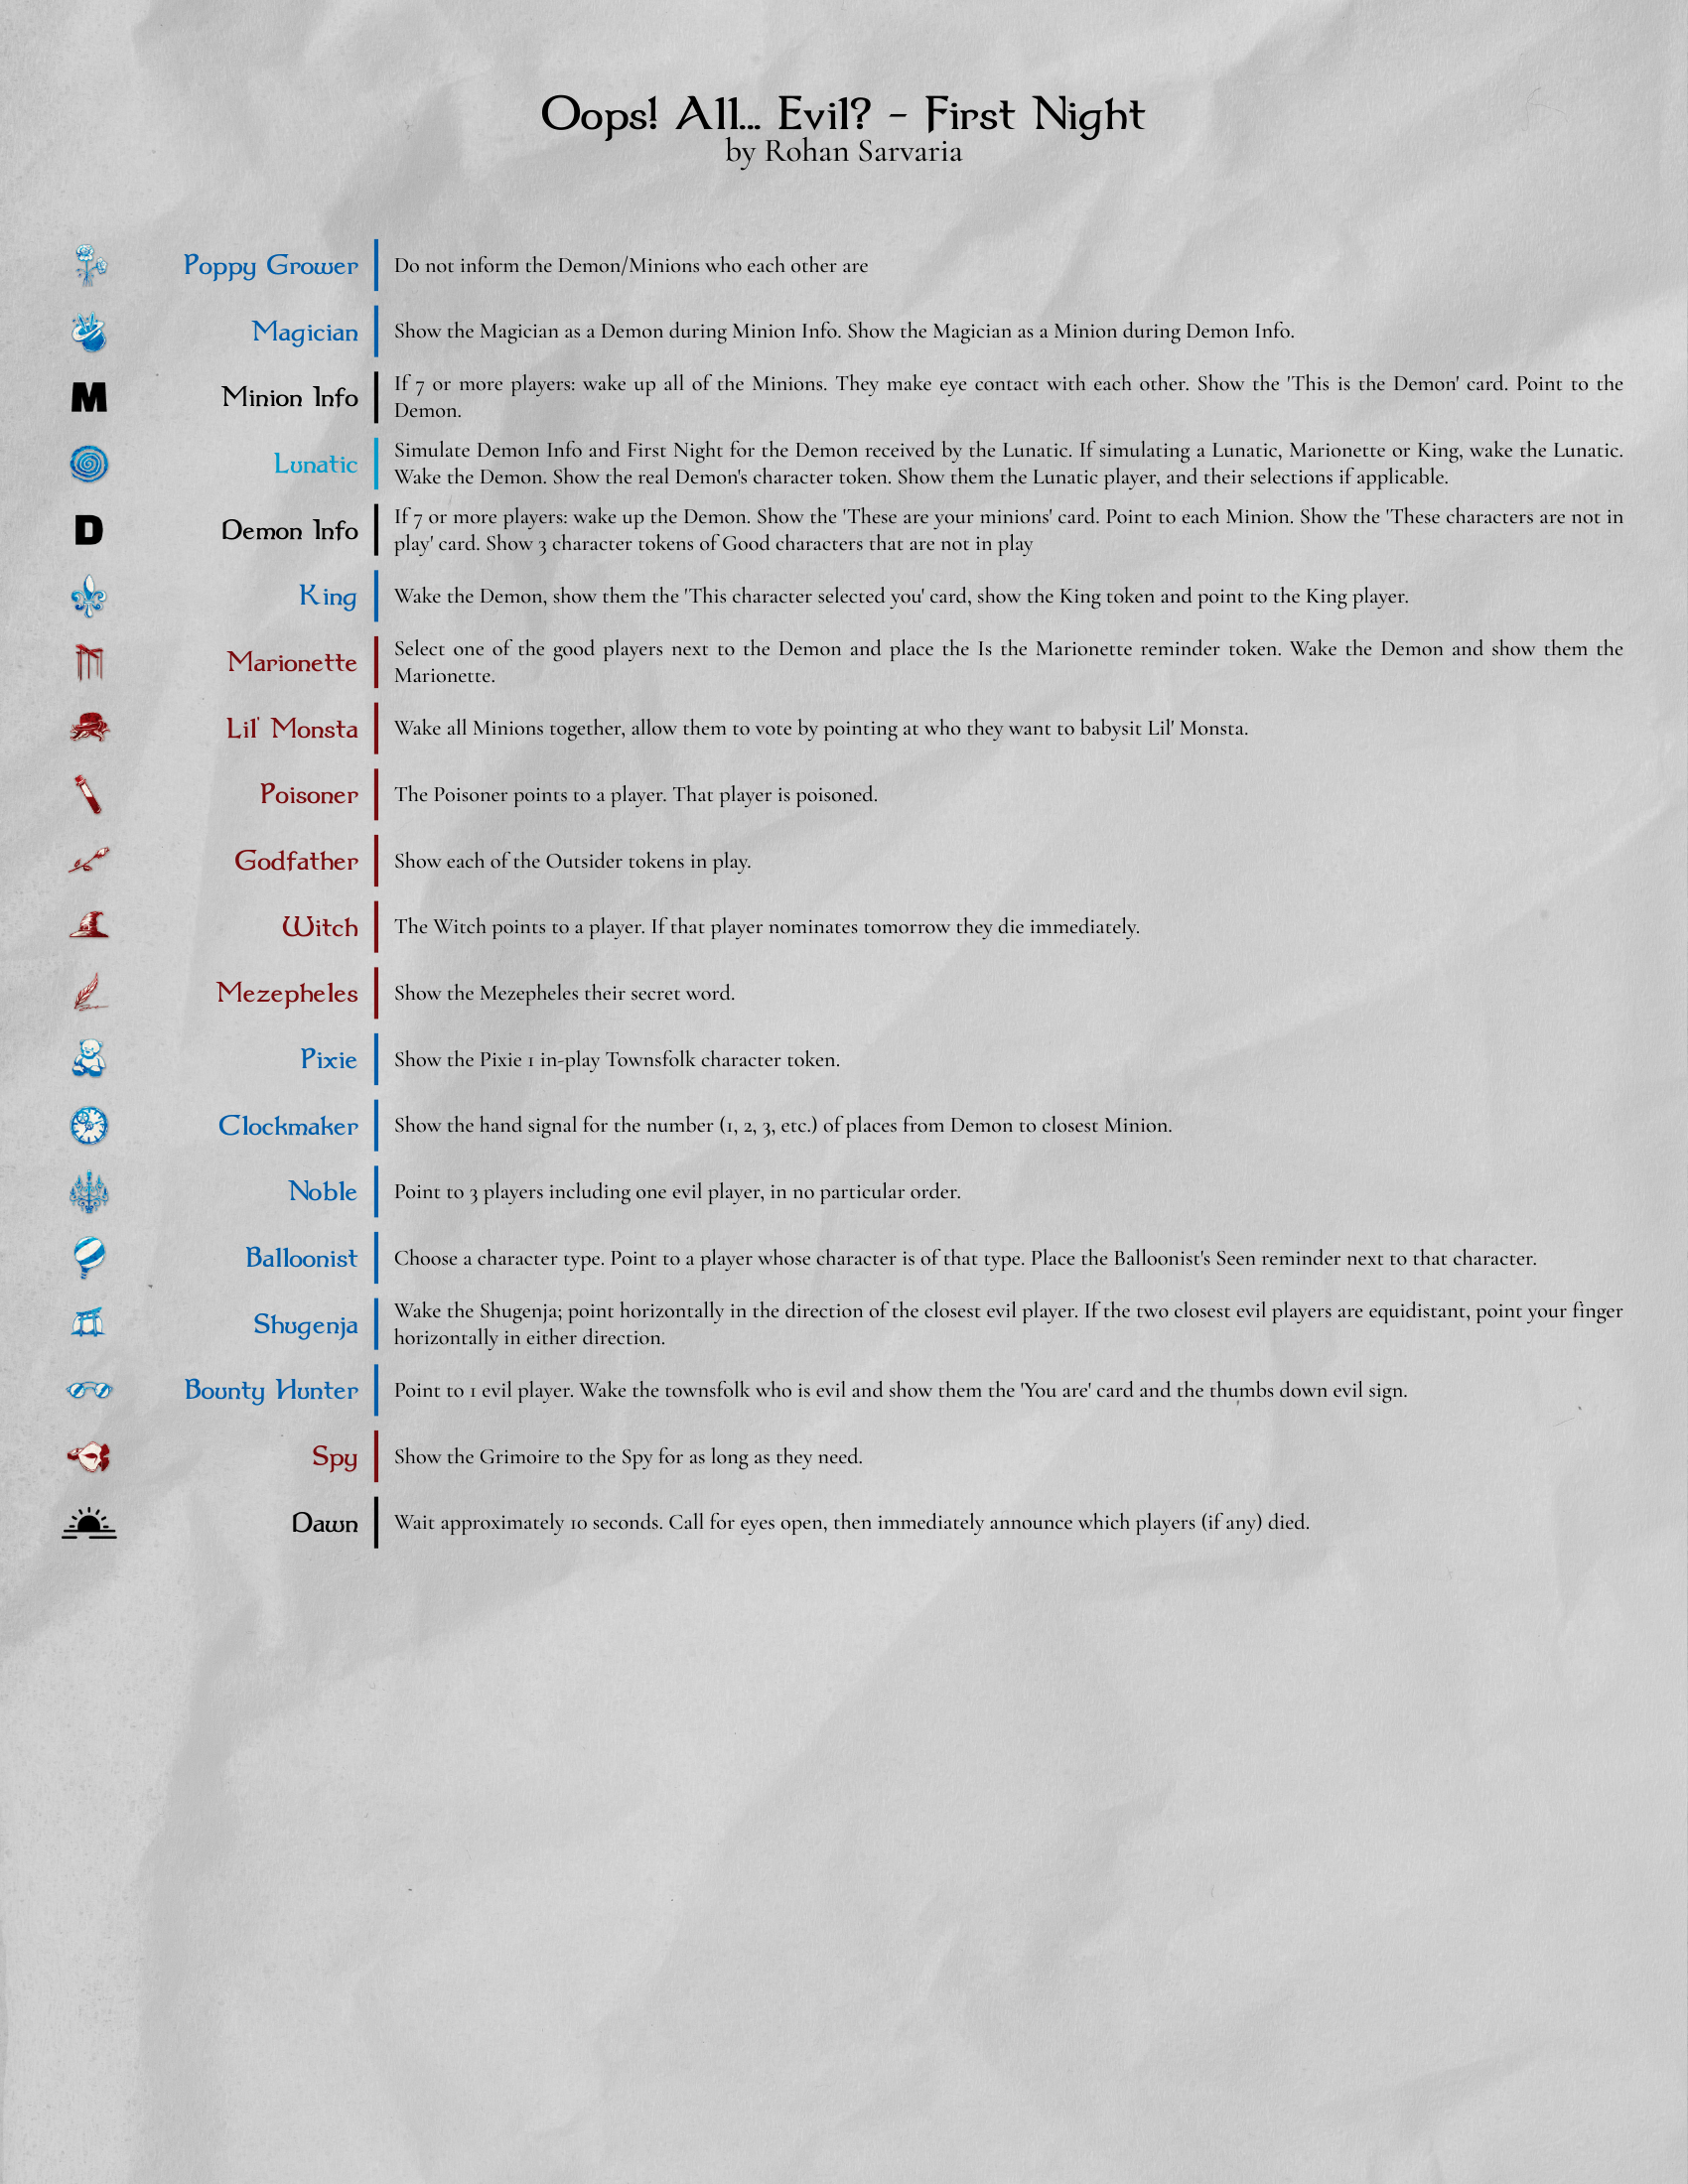 Oops! All... Evil? - First Night
by Rohan Sarvaria
Poppy Grower
Do not inform the Demon/Minions who each other are
Magician
Show the Magician as a Demon during Minion Info. Show the Magician as a Minion during Demon Info.
M
Minion Info
If 7 or more players: wake up all of the Minions. They make eye contact with each other. Show the 'This is the Demon' card. Point to the
Demon.
Lunatic
Simulate Demon Info and First Night for the Demon received by the Lunatic. If simulating a Lunatic, Marionette or King, wake the Lunatic.
Wake the Demon. Show the real Demon's character token. Show them the Lunatic player, and their selections if applicable.
D
Demon Info
If 7 or more players: wake up the Demon. Show the 'These are your minions' card. Point to each Minion. Show the 'These characters are not in
play' card. Show 3 character tokens of Good characters that are not in play
King
Wake the Demon, show them the 'This character selected you' card, show the King token and point to the King player.
Marionette
Select one of the good players next to the Demon and place the Is the Marionette reminder token. Wake the Demon and show them the
Marionette.
Lil' Monsta
Wake all Minions together, allow them to vote by pointing at who they want to babysit Lil' Monsta.
Poisoner
The Poisoner points to a player. That player is poisoned.
Godfather
Show each of the Outsider tokens in play.
Witch
The Witch points to a player. If that player nominates tomorrow they die immediately.
Mezepheles
Show the Mezepheles their secret word.
Pixie
Show the Pixie 1 in-play Townsfolk character token.
Clockmaker
Show the hand signal for the number (1, 2, 3, etc.) of places from Demon to closest Minion.
Noble
Point to 3 players including one evil player, in no particular order.
Balloonist
Choose a character type. Point to a player whose character is of that type. Place the Balloonist's Seen reminder next to that character.
Shugenja
Wake the Shugenja; point horizontally in the direction of the closest evil player. If the two closest evil players are equidistant, point your finger
horizontally in either direction.
Bounty Hunter
Point to 1 evil player. Wake the townsfolk who is evil and show them the 'You are' card and the thumbs down evil sign.
Spy
Show the Grimoire to the Spy for as long as they need.
Dawn
Wait approximately 10 seconds. Call for eyes open, then immediately announce which players (if any) died.